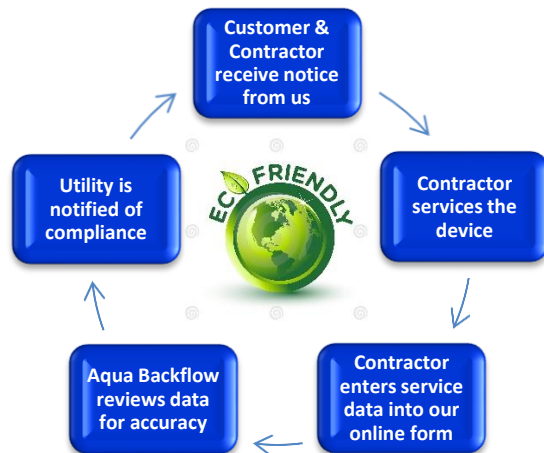 Customer &
Contractor
receive notice
from us
Contractor
services the
device
Contractor
enters service
data into our
online form
Aqua Backflow
reviews data
for accuracy
Utility is
notified of
compliance
ECO FRIENDLY